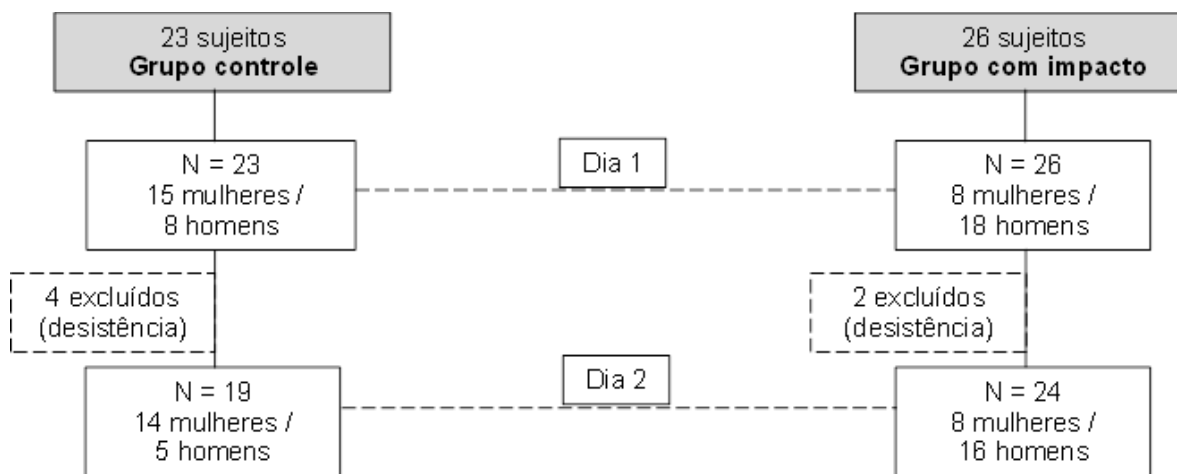 23 sujeitos
Grupo controle
26 sujeitos
Grupo com impacto
N = 23
15 mulheres /
8 homens
Dia 1
N = 26
8 mulheres /
18 homens
4 excluídos
(desistência)
2 excluídos
(desistência)
N = 19
14 mulheres /
5 homens
Dia 2
N = 24
8 mulheres /
16 homens